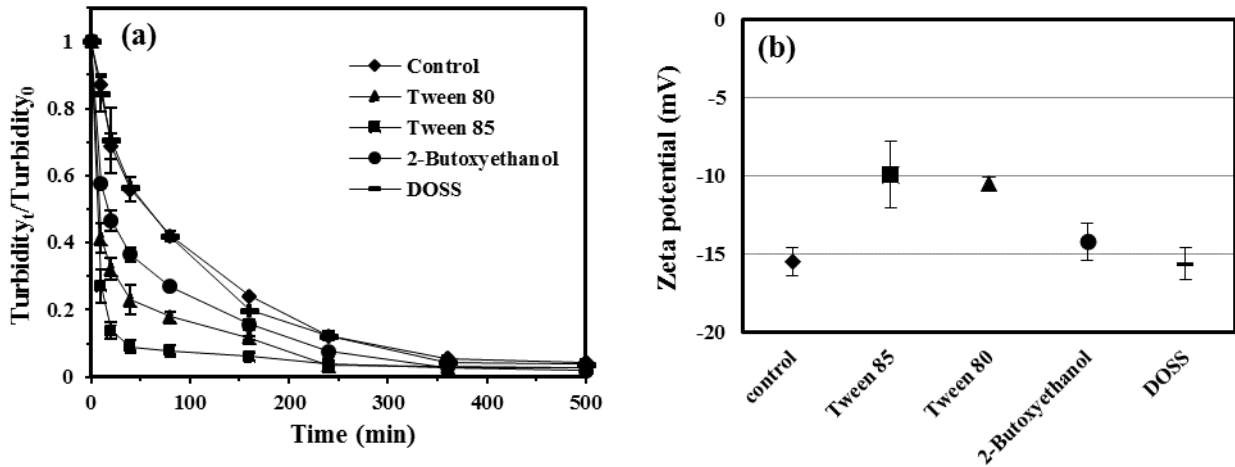 (a)
Turbidityt/Turbidity0
1
0.8
0.6
0.4
0.2
0
0
100
200
300
400
500
Time (min)
Control
Tween 80
Tween 85
2-Butoxyethanol
DOSS
(b)
Zeta potential (mV)
0
-5
-10
-15
-20
control
Tween 85
Tween 80
2-Butoxyethanol
DOSS